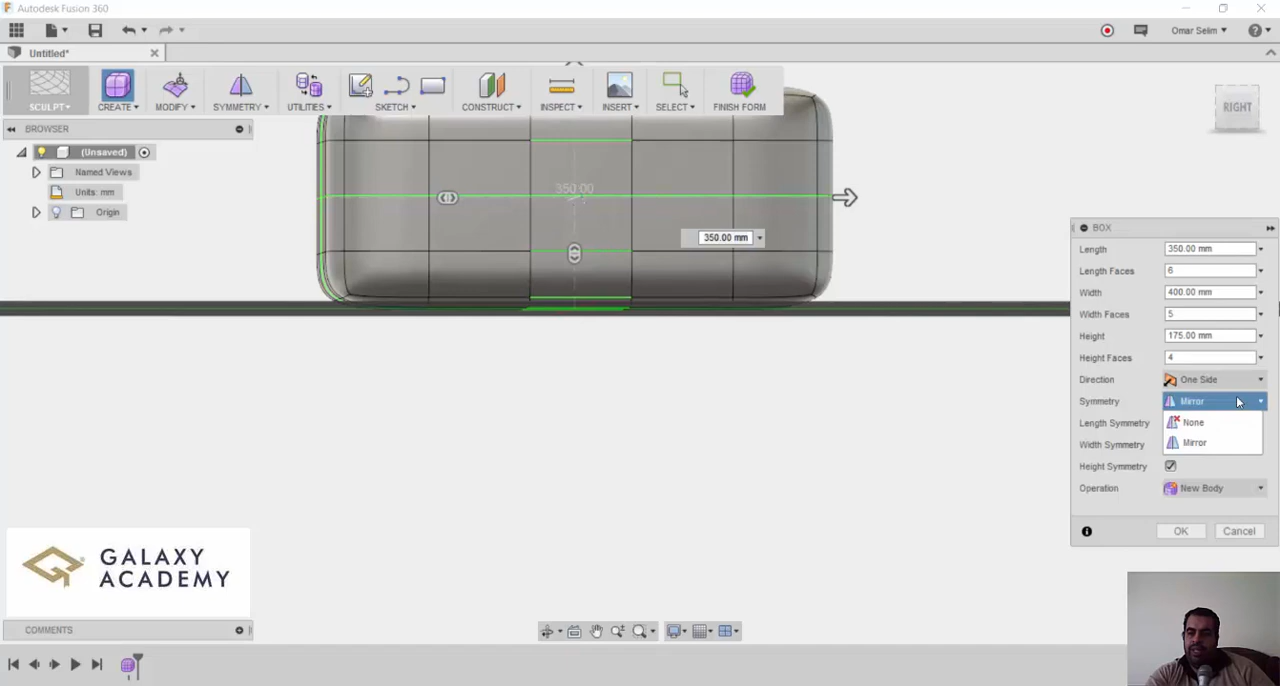 Autodesk Fusion 360
Omar Selim
Untitled*
SCULPT
CREATE
MODIFY
SYMMETRY
UTILITIES
SKETCH
CONSTRUCT
INSPECT
INSERT
SELECT
FINISH FORM
RIGHT
BROWSER
(Unsaved)
Named Views
Units: mm
Origin
350.00
350.00 mm
BOX
Length 350.00 mm
Length Faces 6
Width 400.00 mm
Width Faces 5
Height 175.00 mm
Height Faces 4
Direction One Side
Symmetry Mirror
None
Length Symmetry
Mirror
Width Symmetry
Height Symmetry
Operation New Body
OK Cancel
GALAXY
ACADEMY
COMMENTS